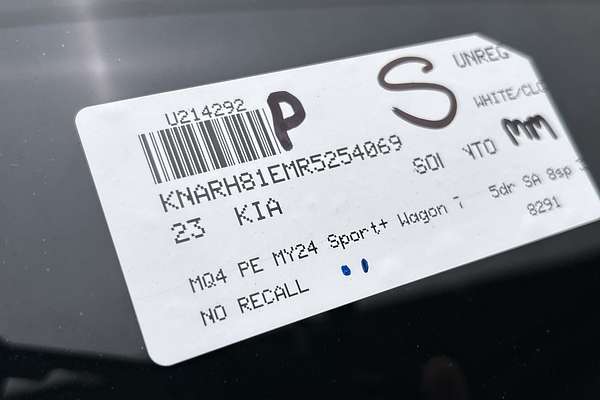 U214292 P S UNREG
KNARH81EMR5254069 SOI YTO MM
WHITE/CLO
23 KIA
MQ4 PE MY24 Sport+ Wagon 7 5dr SA 8sp
NO RECALL 8291